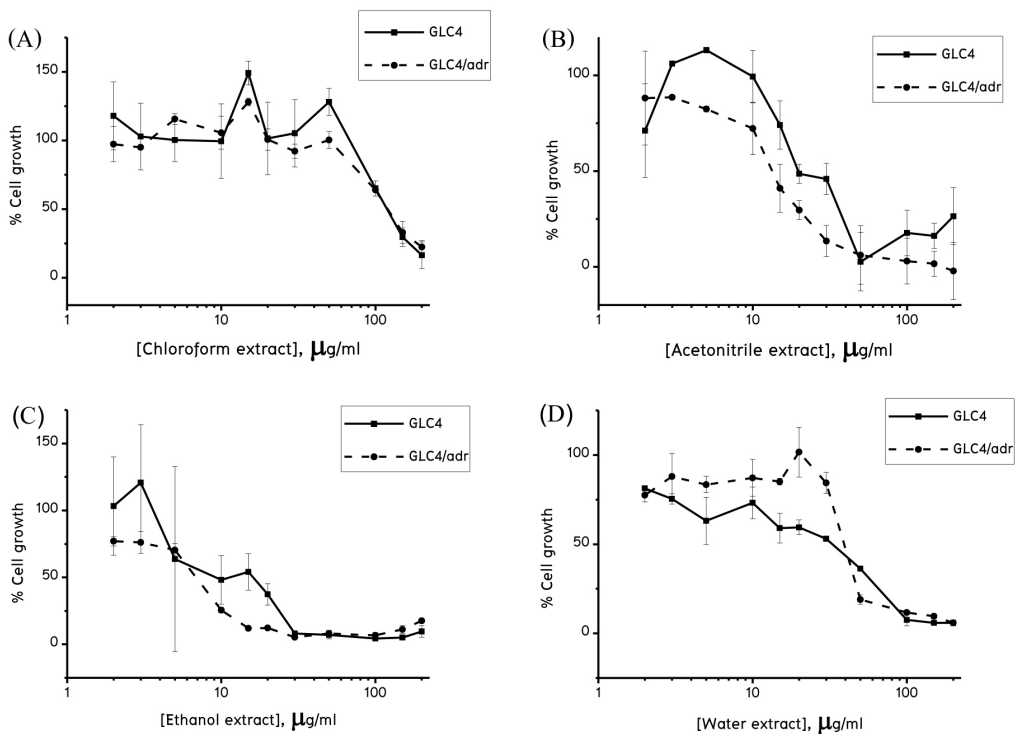 (A)
GLC4
GLC4/adr
% Cell growth
150
100
50
0
1
10
100
[Chloroform extract], μg/ml
(B)
GLC4
GLC4/adr
% Cell growth
100
50
0
1
10
100
[Acetonitrile extract], μg/ml
(C)
GLC4
GLC4/adr
% Cell growth
150
100
50
0
1
10
100
[Ethanol extract], μg/ml
(D)
GLC4
GLC4/adr
% Cell growth
100
50
0
1
10
100
[Water extract], μg/ml